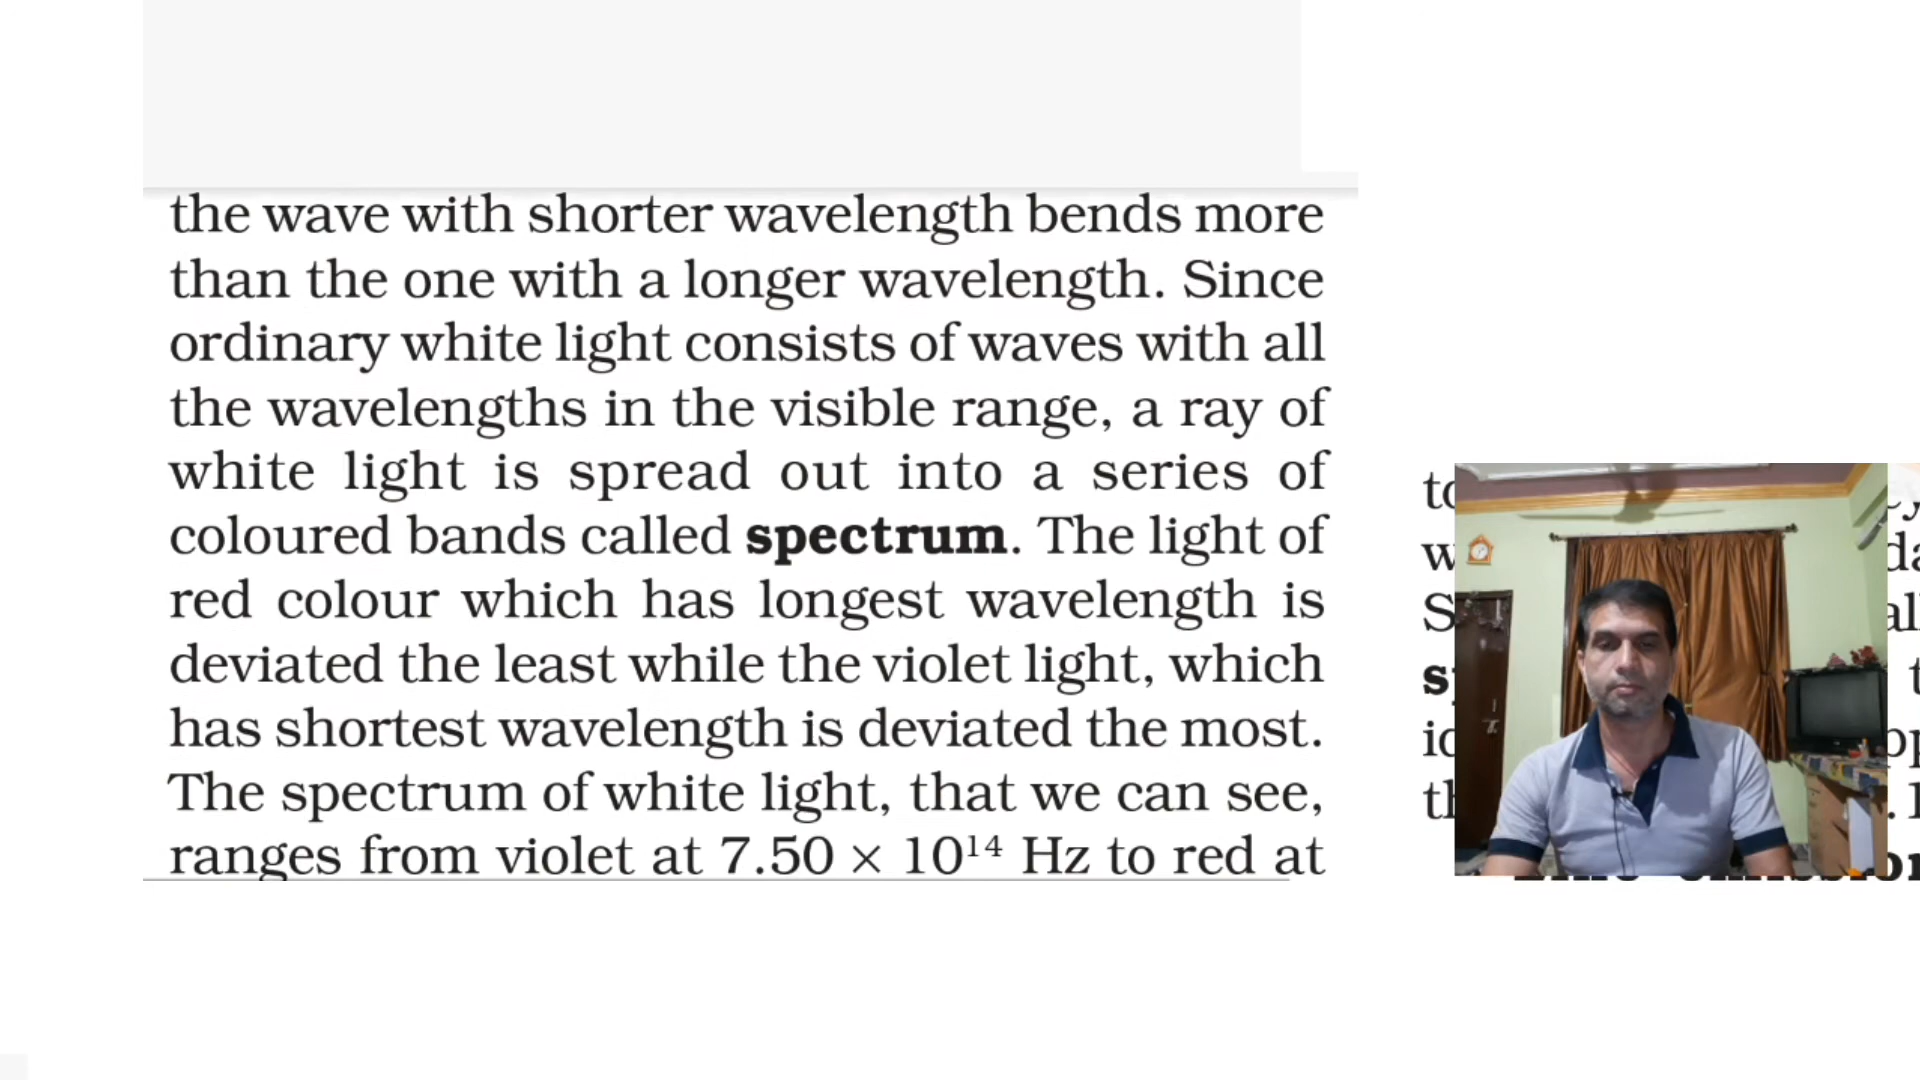 the wave with shorter wavelength bends more
than the one with a longer wavelength. Since
ordinary white light consists of waves with all
the wavelengths in the visible range, a ray of
white light is spread out into a series of
coloured bands called spectrum. The light of
red colour which has longest wavelength is
deviated the least while the violet light, which
has shortest wavelength is deviated the most.
The spectrum of white light, that we can see,
ranges from violet at 7.50 × 10¹⁴ Hz to red at